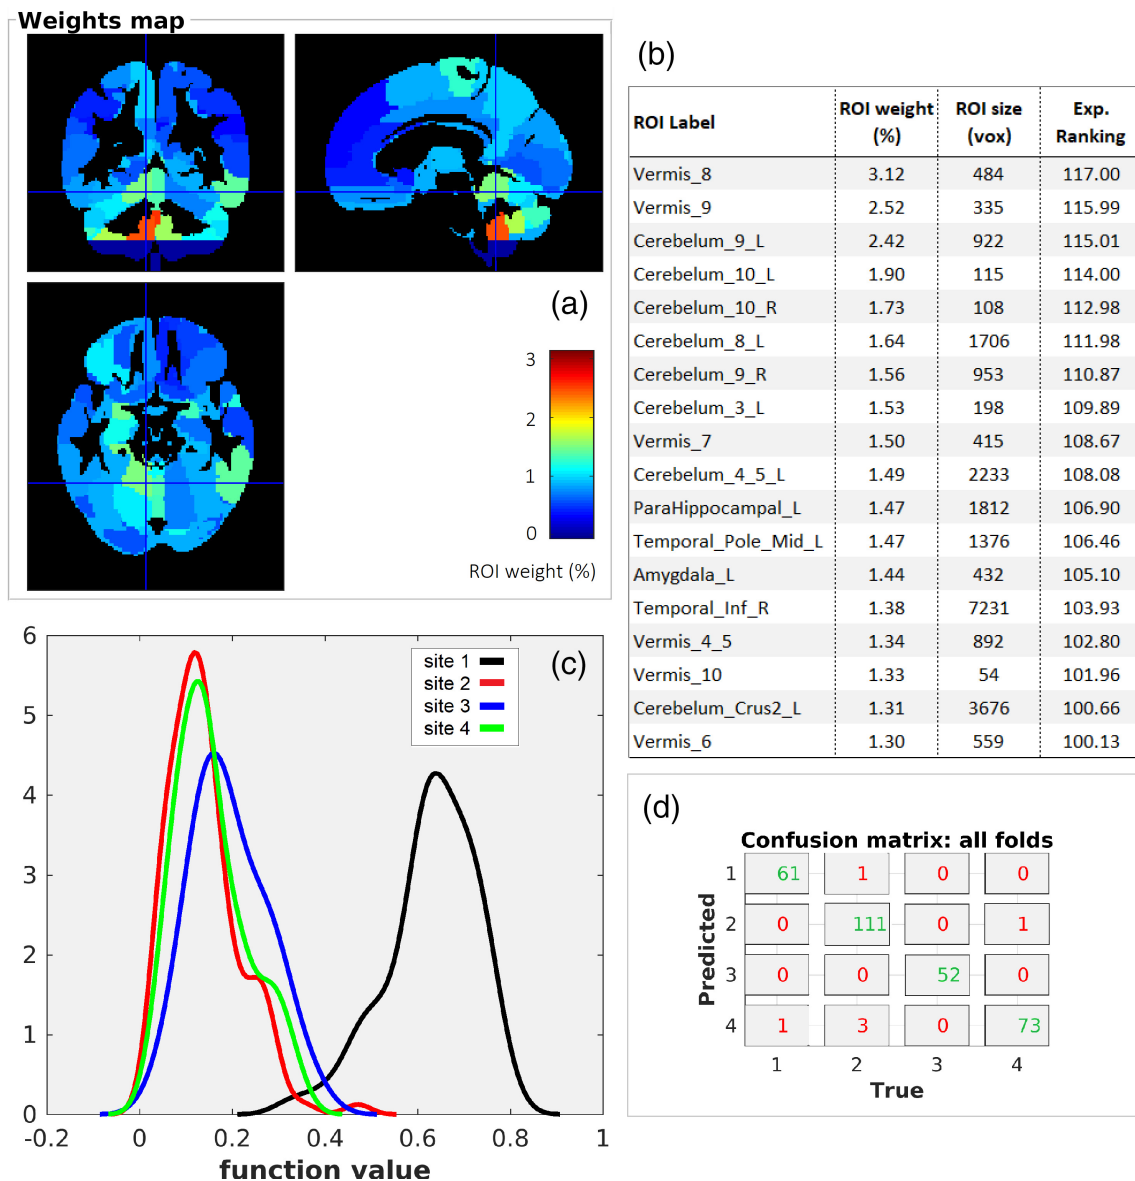 Weights map
(a)
3
2
1
0
ROI weight (%)
(b)
ROI Label ROI weight (%) ROI size (vox) Exp. Ranking
Vermis_8 3.12 484 117.00
Vermis_9 2.52 335 115.99
Cerebelum_9_L 2.42 922 115.01
Cerebelum_10_L 1.90 115 114.00
Cerebelum_10_R 1.73 108 112.98
Cerebelum_8_L 1.64 1706 111.98
Cerebelum_9_R 1.56 953 110.87
Cerebelum_3_L 1.53 198 109.89
Vermis_7 1.50 415 108.67
Cerebelum_4_5_L 1.49 2233 108.08
ParaHippocampal_L 1.47 1812 106.90
Temporal_Pole_Mid_L 1.47 1376 106.46
Amygdala_L 1.44 432 105.10
Temporal_Inf_R 1.38 7231 103.93
Vermis_4_5 1.34 892 102.80
Vermis_10 1.33 54 101.96
Cerebelum_Crus2_L 1.31 3676 100.66
Vermis_6 1.30 559 100.13
(c)
site 1
site 2
site 3
site 4
6
5
4
3
2
1
0
-0.2 0 0.2 0.4 0.6 0.8 1
function value
(d)
Confusion matrix: all folds
Predicted
1 61 1 0 0
2 0 111 0 1
3 0 0 52 0
4 1 3 0 73
1 2 3 4
True